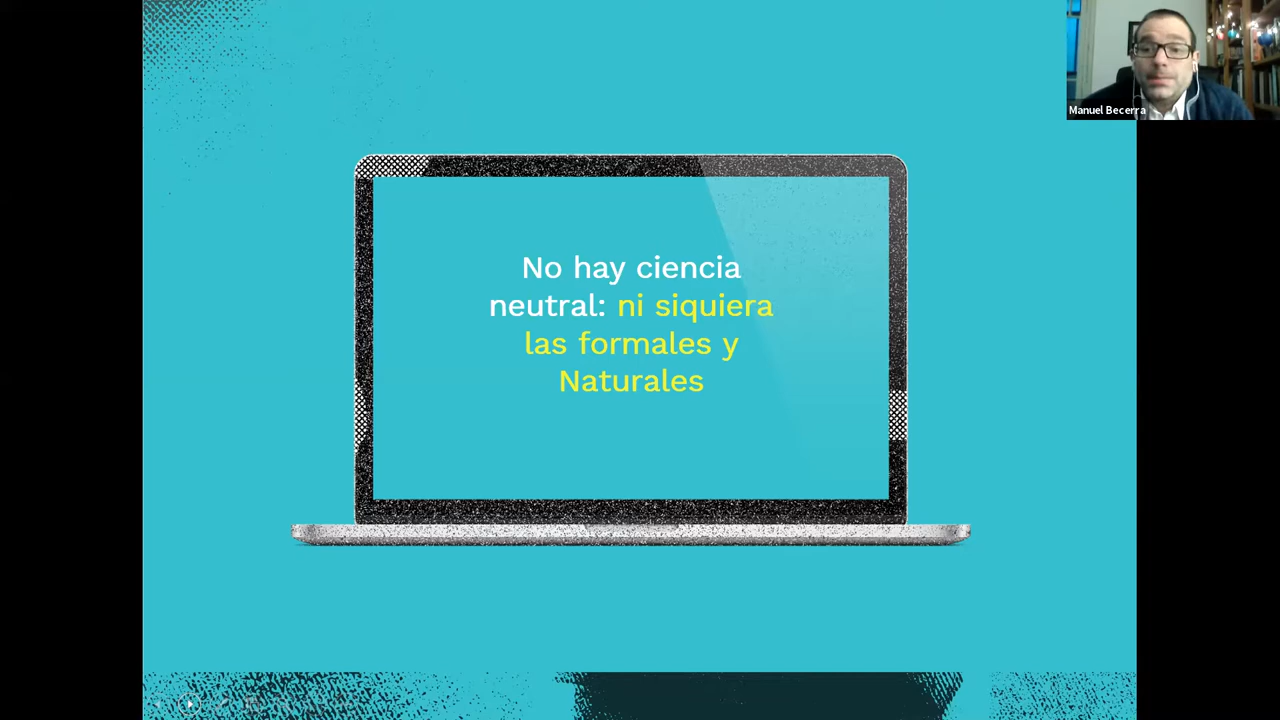 Manuel Becerra
No hay ciencia
neutral: ni siquiera
las formales y
Naturales